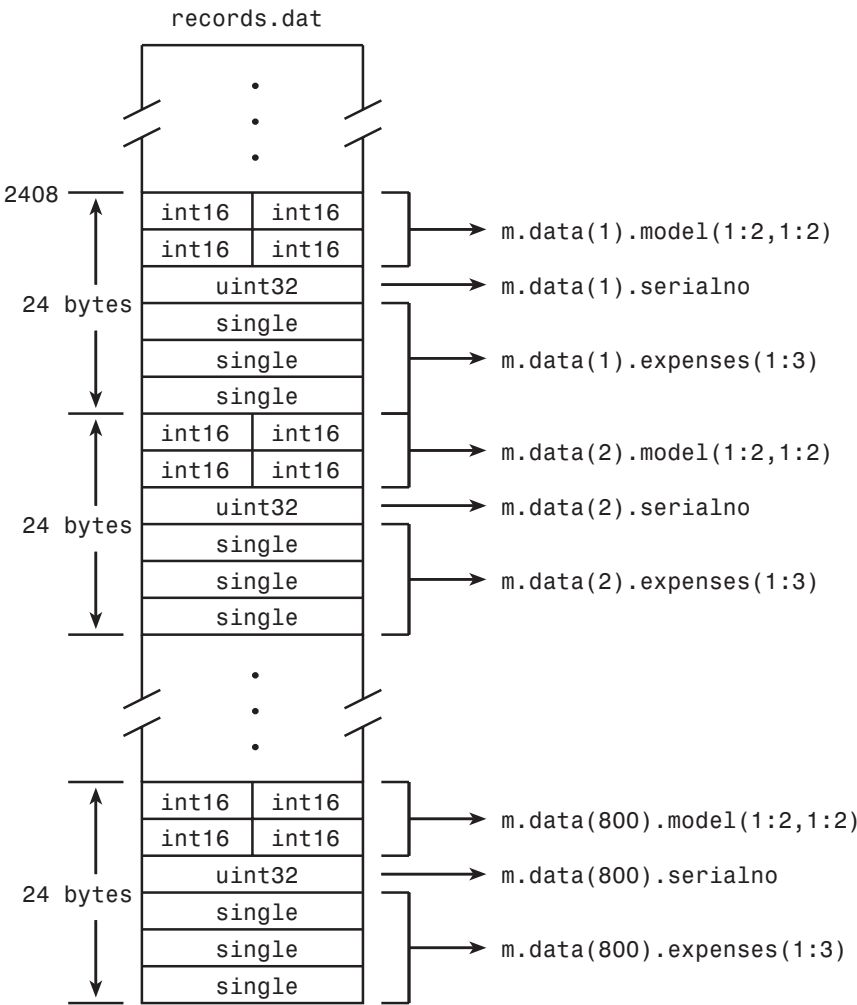 records.dat
2408
int16 int16
int16 int16
m.data(1).model(1:2,1:2)
uint32
m.data(1).serialno
24 bytes
single
single
m.data(1).expenses(1:3)
single
int16 int16
int16 int16
m.data(2).model(1:2,1:2)
uint32
m.data(2).serialno
24 bytes
single
single
m.data(2).expenses(1:3)
single
int16 int16
int16 int16
m.data(800).model(1:2,1:2)
uint32
m.data(800).serialno
24 bytes
single
single
m.data(800).expenses(1:3)
single